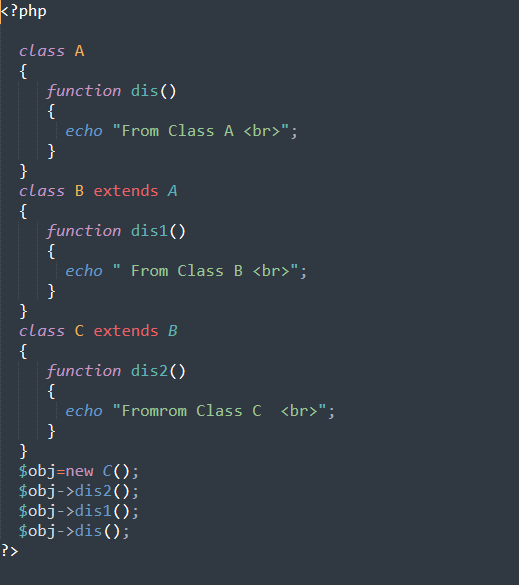 <?php
class A
{
function dis()
{
echo "From Class A <br>";
}
}
class B extends A
{
function dis1()
{
echo " From Class B <br>";
}
}
class C extends B
{
function dis2()
{
echo "Fromrom Class C  <br>";
}
}
$obj=new C();
$obj->dis2();
$obj->dis1();
$obj->dis();
?>